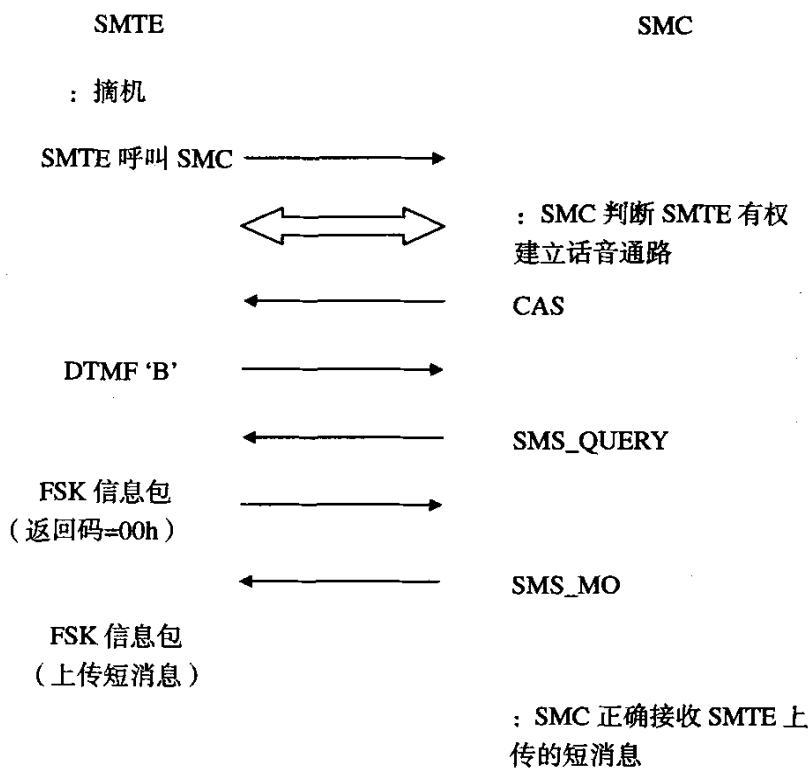 SMTE
SMC
：摘机
SMTE 呼叫 SMC
：SMC 判断 SMTE 有权
建立话音通路
CAS
DTMF ‘B’
SMS_QUERY
FSK 信息包
（返回码=00h）
SMS_MO
FSK 信息包
（上传短消息）
：SMC 正确接收 SMTE 上
传的短消息